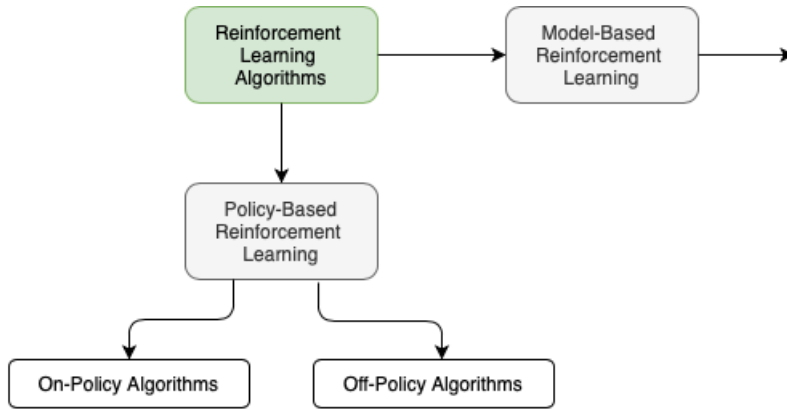 Reinforcement
Learning
Algorithms
Model-Based
Reinforcement
Learning
Policy-Based
Reinforcement
Learning
On-Policy Algorithms
Off-Policy Algorithms